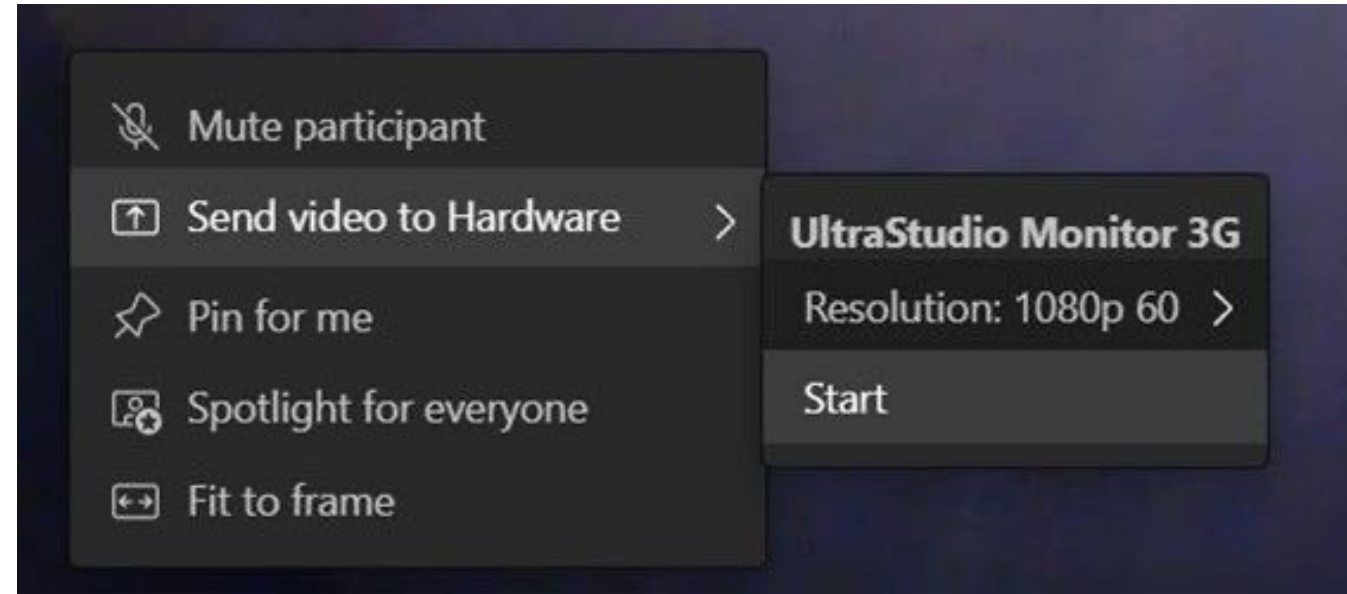 Mute participant
Send video to Hardware
Pin for me
Spotlight for everyone
Fit to frame
UltraStudio Monitor 3G
Resolution: 1080p 60
Start